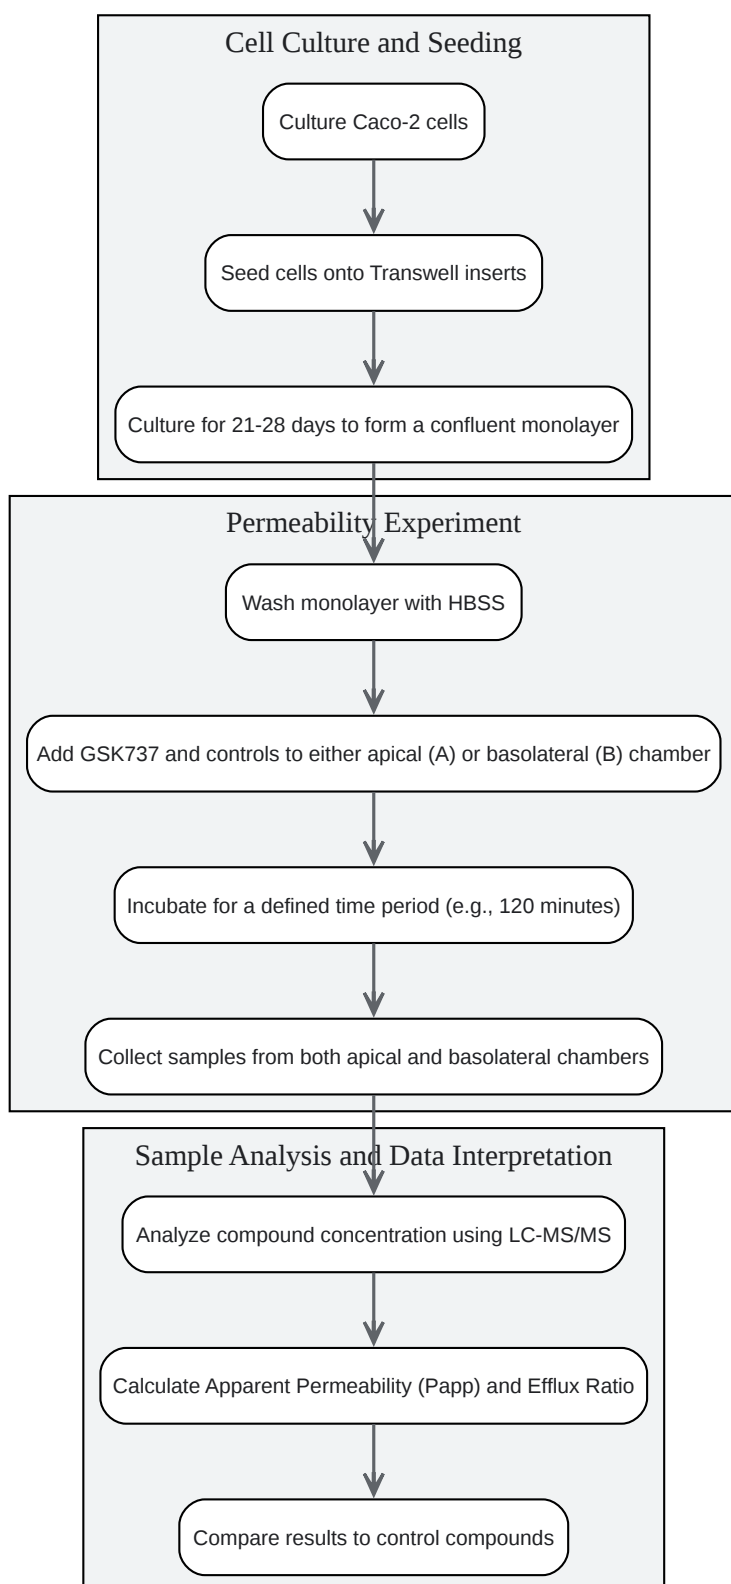 Cell Culture and Seeding
Culture Caco-2 cells
Seed cells onto Transwell inserts
Culture for 21-28 days to form a confluent monolayer
Permeability Experiment
Wash monolayer with HBSS
Add GSK737 and controls to either apical (A) or basolateral (B) chamber
Incubate for a defined time period (e.g., 120 minutes)
Collect samples from both apical and basolateral chambers
Sample Analysis and Data Interpretation
Analyze compound concentration using LC-MS/MS
Calculate Apparent Permeability (Papp) and Efflux Ratio
Compare results to control compounds